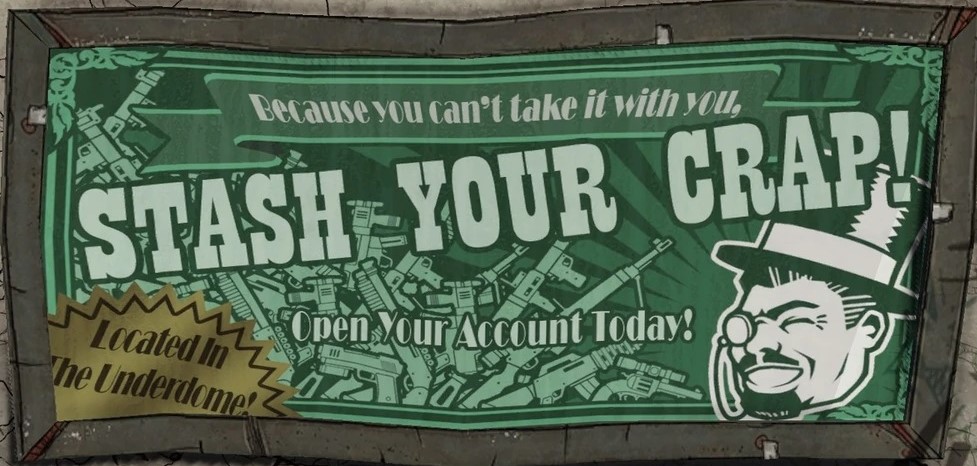 Because you can't take it with you,
STASH YOUR CRAP!
Open Your Account Today!
Located In
The Underdome!